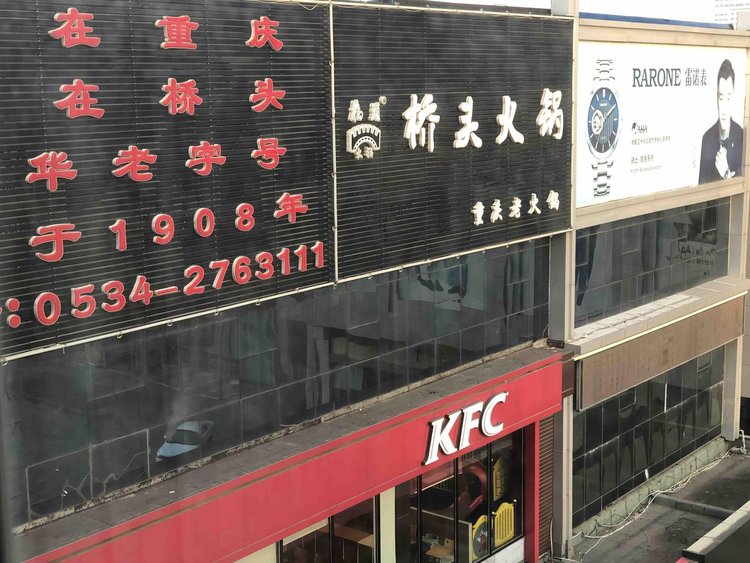 在重庆
在桥头
华老字号
于1908年
:0534-2763111
桥头火锅
重庆老火锅
RARONE 雷诺表
KFC